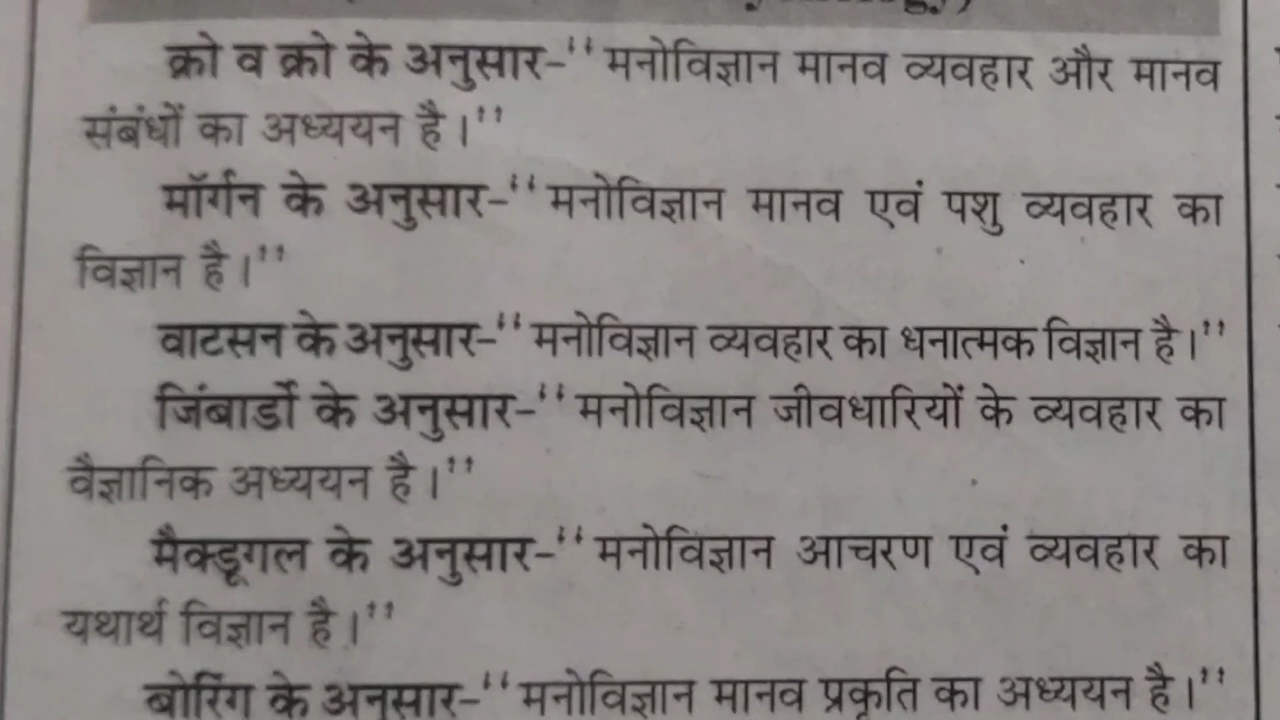 क्रो व क्रो के अनुसार-‘‘मनोविज्ञान मानव व्यवहार और मानव
संबंधों का अध्ययन है।’’
मॉर्गन के अनुसार-‘‘मनोविज्ञान मानव एवं पशु व्यवहार का
विज्ञान है।’’
वाटसन के अनुसार-‘‘मनोविज्ञान व्यवहार का धनात्मक विज्ञान है।’’
जिंबार्डो के अनुसार-‘‘मनोविज्ञान जीवधारियों के व्यवहार का
वैज्ञानिक अध्ययन है।’’
मैक्डूगल के अनुसार-‘‘मनोविज्ञान आचरण एवं व्यवहार का
यथार्थ विज्ञान है।’’
बोरिंग के अनुसार-‘‘मनोविज्ञान मानव प्रकृति का अध्ययन है।’’